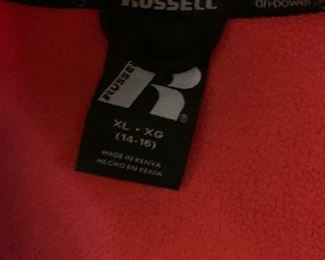 RUSSELL
dri-power
RUSSELL
R
®
XL • XG
(14-16)
MADE IN KENYA
HECHO EN KENIA